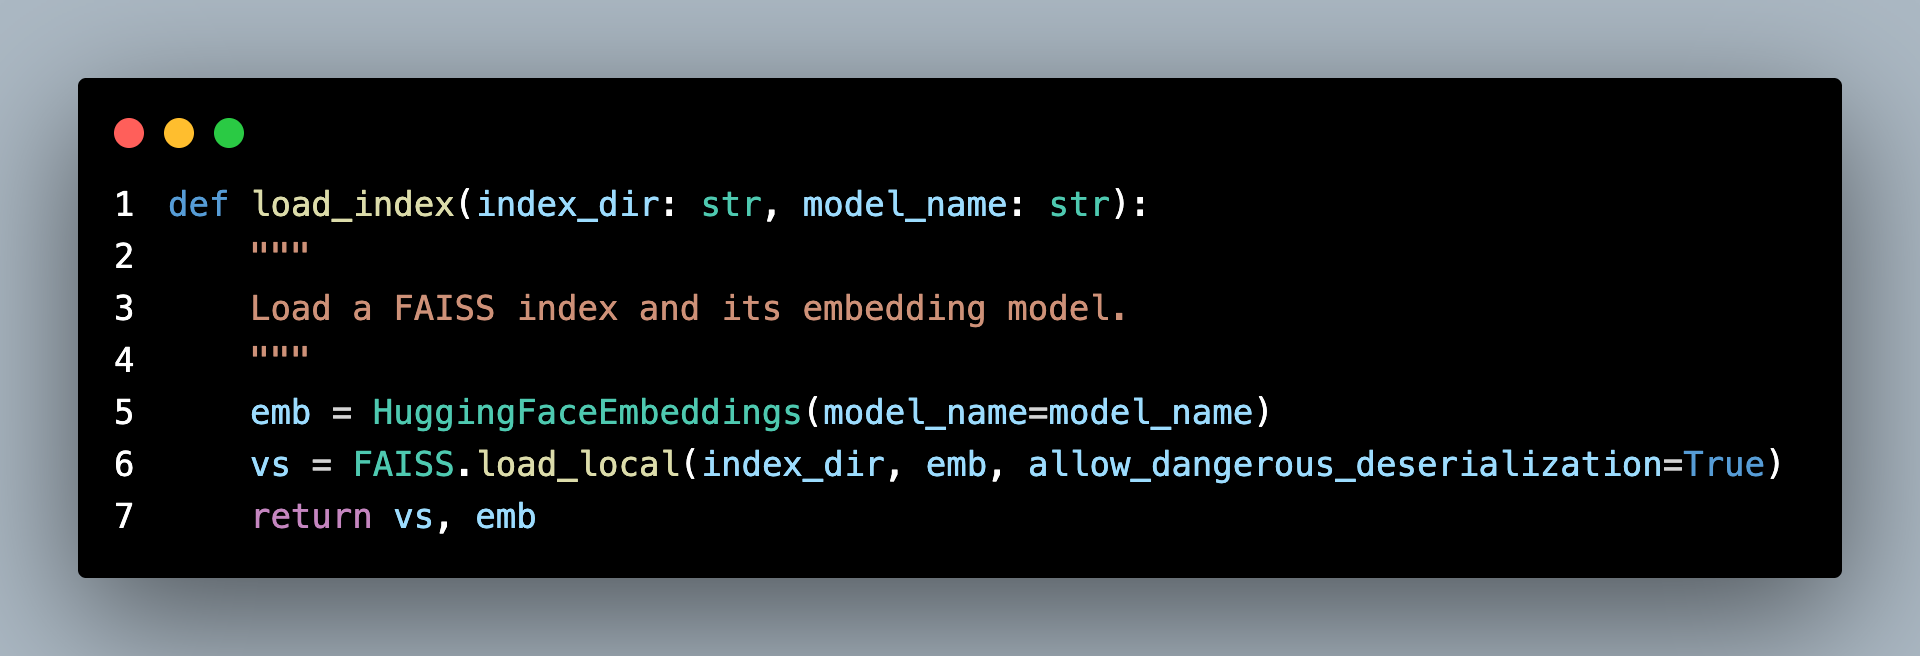 1 def load_index(index_dir: str, model_name: str):
2     """
3     Load a FAISS index and its embedding model.
4     """
5     emb = HuggingFaceEmbeddings(model_name=model_name)
6     vs = FAISS.load_local(index_dir, emb, allow_dangerous_deserialization=True)
7     return vs, emb